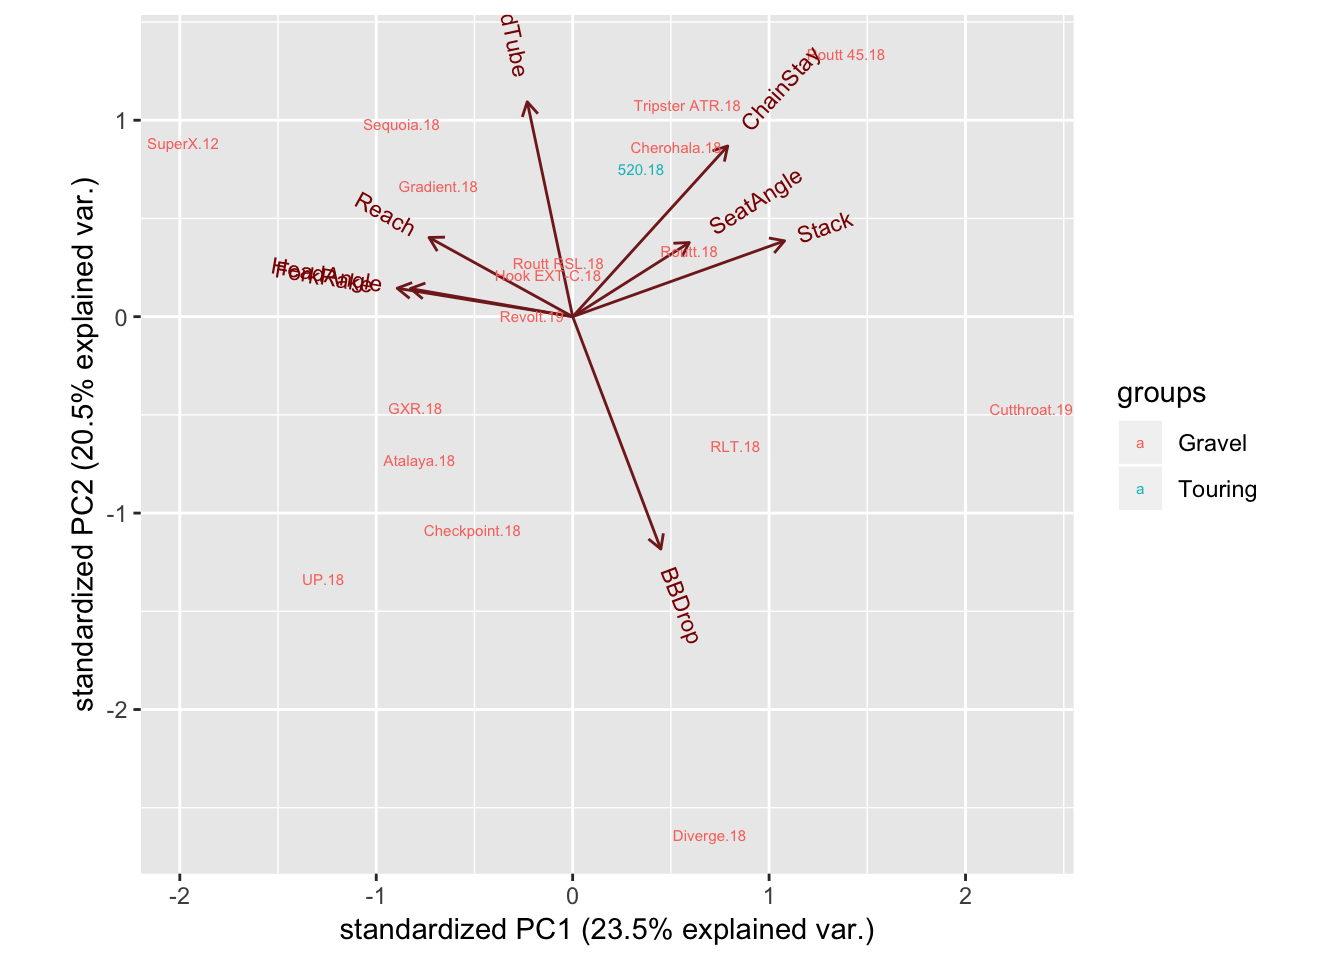 dTube
Routt 45.18
ChainStay
Tripster ATR.18
1
Sequoia.18
SuperX.12
Cherohala.18
520.18
Gradient.18
SeatAngle
Reach
Stack
Routt.18
Routt RSL.18
HeadAngle
ForkRake
Hook EXT-C.18
0
Revolt.19
GXR.18
Cutthroat.19
RLT.18
Atalaya.18
-1
Checkpoint.18
UP.18
BBDrop
-2
Diverge.18
-2 -1 0 1 2
standardized PC1 (23.5% explained var.)
standardized PC2 (20.5% explained var.)
groups
a Gravel
a Touring